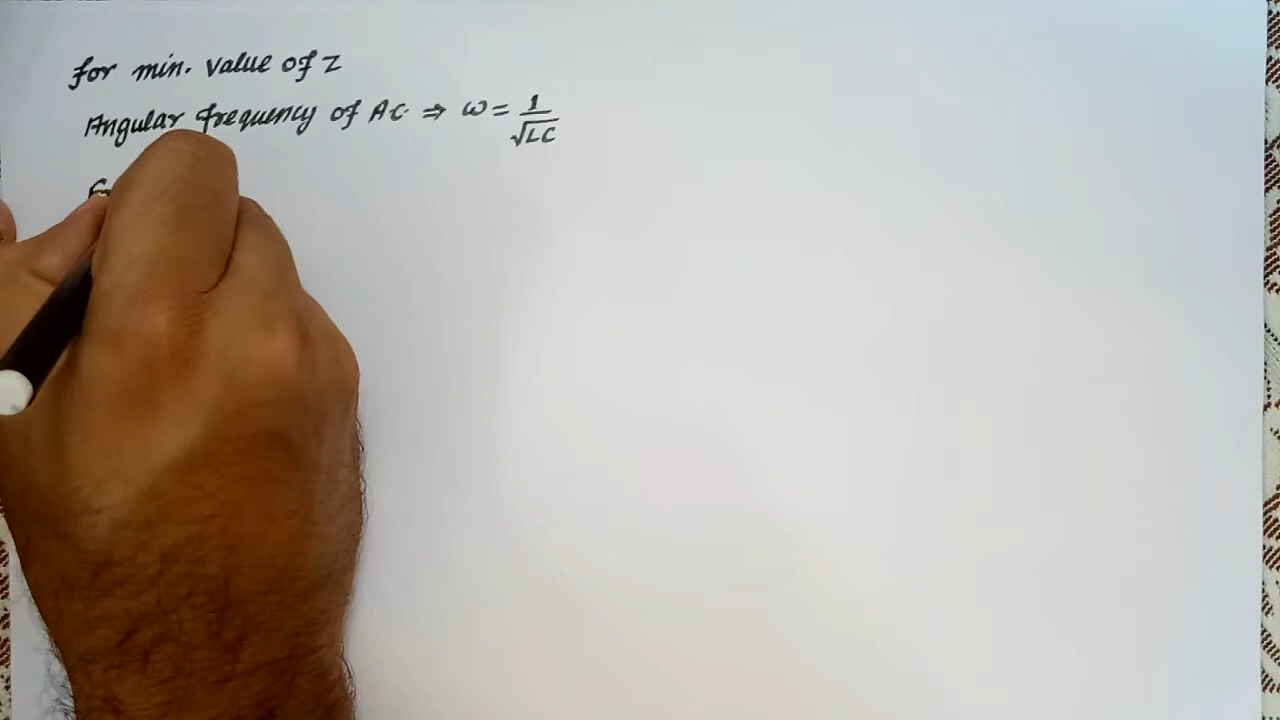 for min. value of z
Angular frequency of AC ⇒ ω = 1/√LC